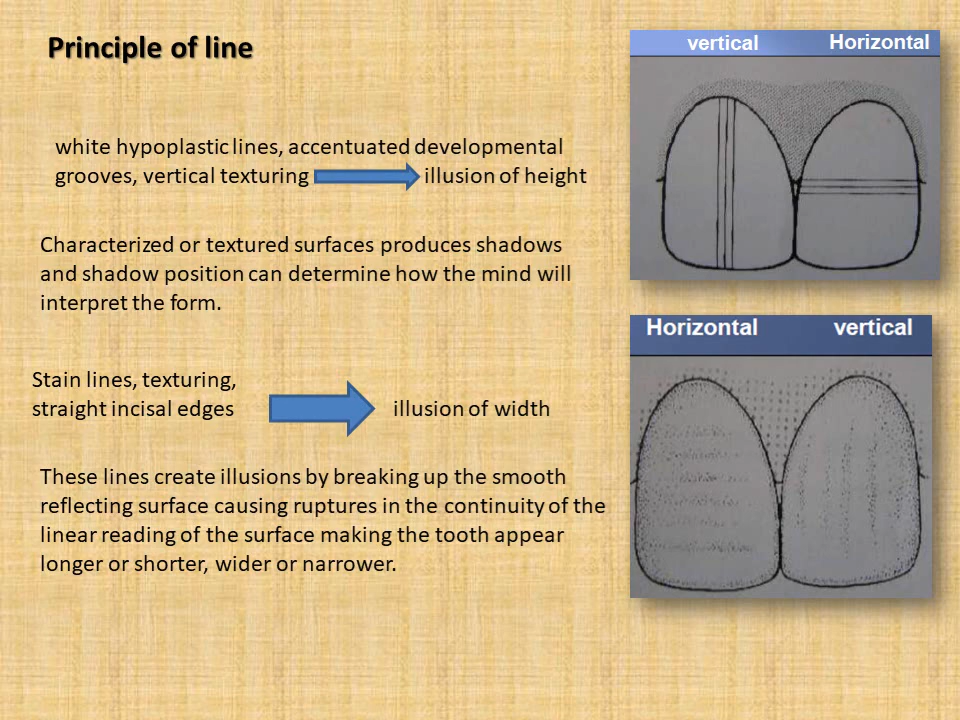 Principle of line
vertical Horizontal
white hypoplastic lines, accentuated developmental
grooves, vertical texturing illusion of height
Characterized or textured surfaces produces shadows
and shadow position can determine how the mind will
interpret the form.
Horizontal vertical
Stain lines, texturing,
straight incisal edges illusion of width
These lines create illusions by breaking up the smooth
reflecting surface causing ruptures in the continuity of the
linear reading of the surface making the tooth appear
longer or shorter, wider or narrower.